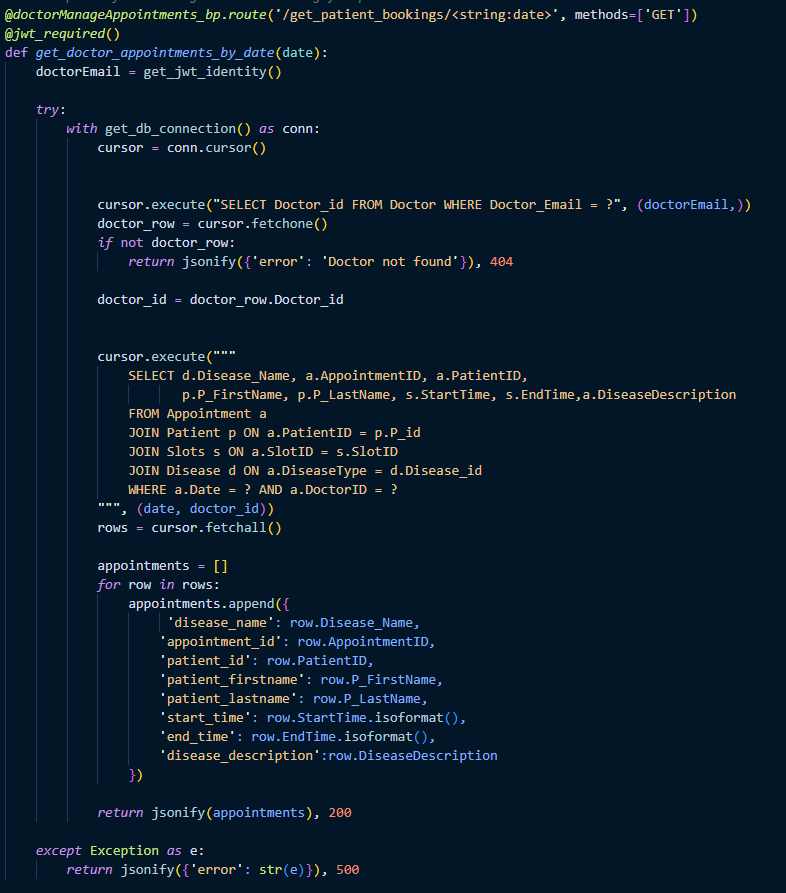 @doctorManageAppointments_bp.route('/get_patient_bookings/<string:date>', methods=['GET'])
@jwt_required()
def get_doctor_appointments_by_date(date):
    doctorEmail = get_jwt_identity()
    try:
        with get_db_connection() as conn:
            cursor = conn.cursor()
            cursor.execute("SELECT Doctor_id FROM Doctor WHERE Doctor_Email = ?", (doctorEmail,))
            doctor_row = cursor.fetchone()
            if not doctor_row:
                return jsonify({'error': 'Doctor not found'}), 404
            doctor_id = doctor_row.Doctor_id
            cursor.execute("""
                SELECT d.Disease_Name, a.AppointmentID, a.PatientID,
                       p.P_FirstName, p.P_LastName, s.StartTime, s.EndTime,a.DiseaseDescription
                FROM Appointment a
                JOIN Patient p ON a.PatientID = p.P_id
                JOIN Slots s ON a.SlotID = s.SlotID
                JOIN Disease d ON a.DiseaseType = d.Disease_id
                WHERE a.Date = ? AND a.DoctorID = ?
            """, (date, doctor_id))
            rows = cursor.fetchall()
            appointments = []
            for row in rows:
                appointments.append({
                     'disease_name': row.Disease_Name,
                    'appointment_id': row.AppointmentID,
                    'patient_id': row.PatientID,
                    'patient_firstname': row.P_FirstName,
                    'patient_lastname': row.P_LastName,
                    'start_time': row.StartTime.isoformat(),
                    'end_time': row.EndTime.isoformat(),
                    'disease_description':row.DiseaseDescription
                })
            return jsonify(appointments), 200
    except Exception as e:
        return jsonify({'error': str(e)}), 500